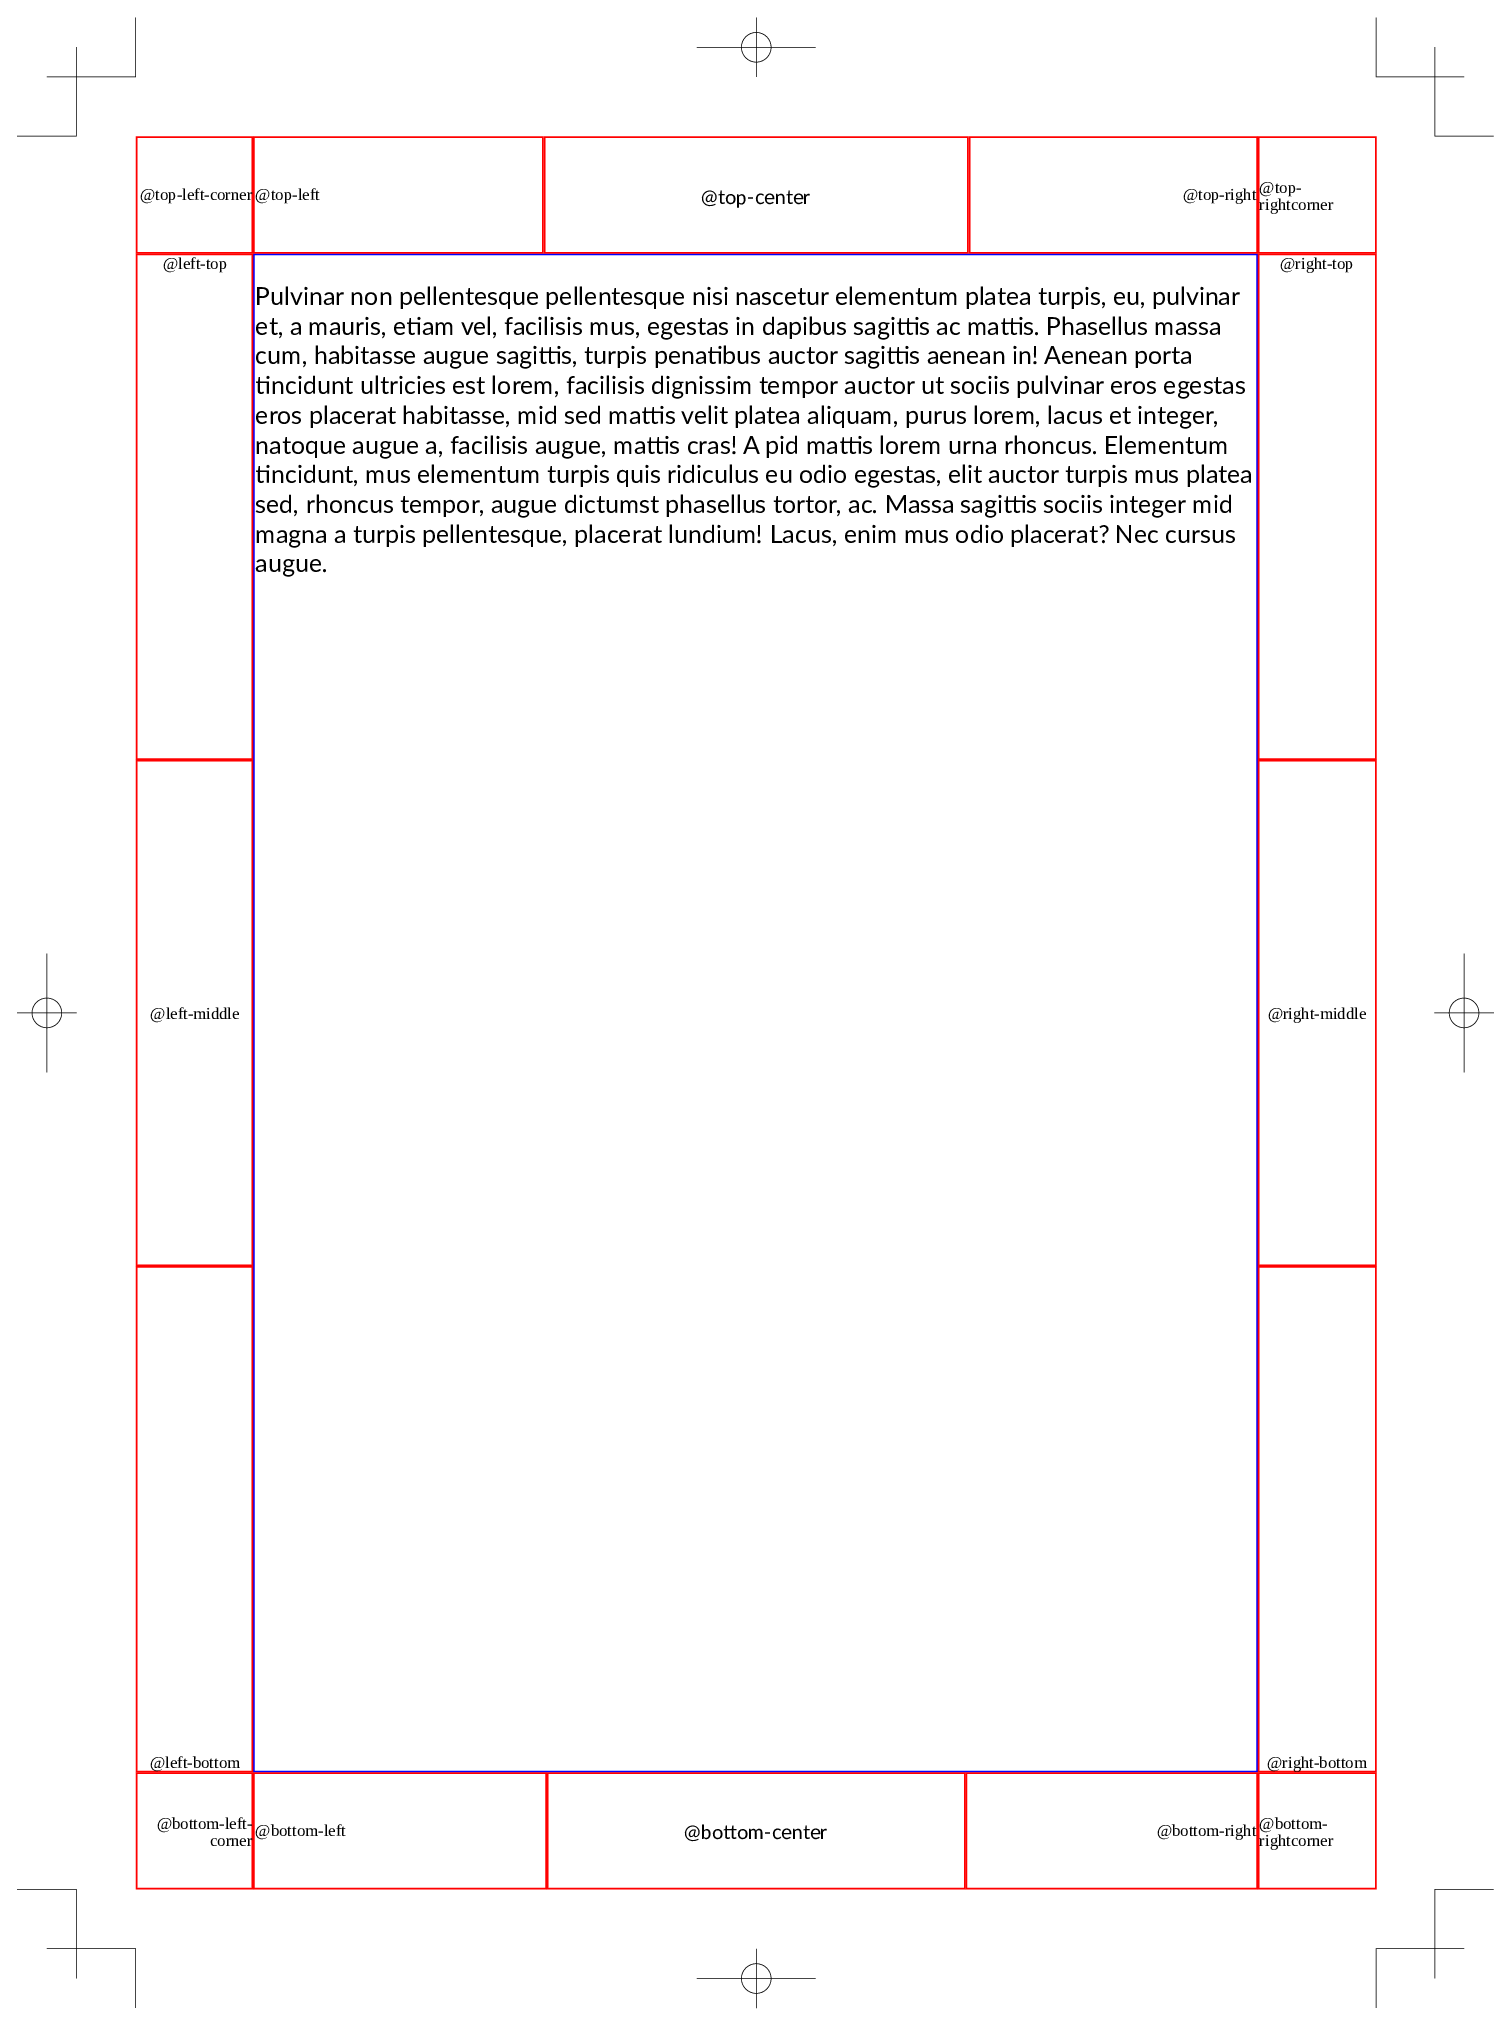 @top-left-corner
@top-left
@top-center
@top-right
@top-
rightcorner
@left-top
@right-top
Pulvinar non pellentesque pellentesque nisi nascetur elementum platea turpis, eu, pulvinar
et, a mauris, etiam vel, facilisis mus, egestas in dapibus sagittis ac mattis. Phasellus massa
cum, habitasse augue sagittis, turpis penatibus auctor sagittis aenean in! Aenean porta
tincidunt ultricies est lorem, facilisis dignissim tempor auctor ut sociis pulvinar eros egestas
eros placerat habitasse, mid sed mattis velit platea aliquam, purus lorem, lacus et integer,
natoque augue a, facilisis augue, mattis cras! A pid mattis lorem urna rhoncus. Elementum
tincidunt, mus elementum turpis quis ridiculus eu odio egestas, elit auctor turpis mus platea
sed, rhoncus tempor, augue dictumst phasellus tortor, ac. Massa sagittis sociis integer mid
magna a turpis pellentesque, placerat lundium! Lacus, enim mus odio placerat? Nec cursus
augue.
@left-middle
@right-middle
@left-bottom
@right-bottom
@bottom-left-
corner
@bottom-left
@bottom-center
@bottom-right
@bottom-
rightcorner